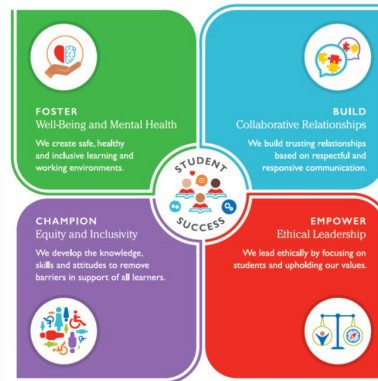 FOSTER
Well-Being and Mental Health
We create safe, healthy
and inclusive learning and
working environments.
BUILD
Collaborative Relationships
We build trusting relationships
based on respectful and
responsive communication.
STUDENT
SUCCESS
CHAMPION
Equity and Inclusivity
We develop the knowledge,
skills and attitudes to remove
barriers in support of all learners.
EMPOWER
Ethical Leadership
We lead ethically by focusing on
students and upholding our values.